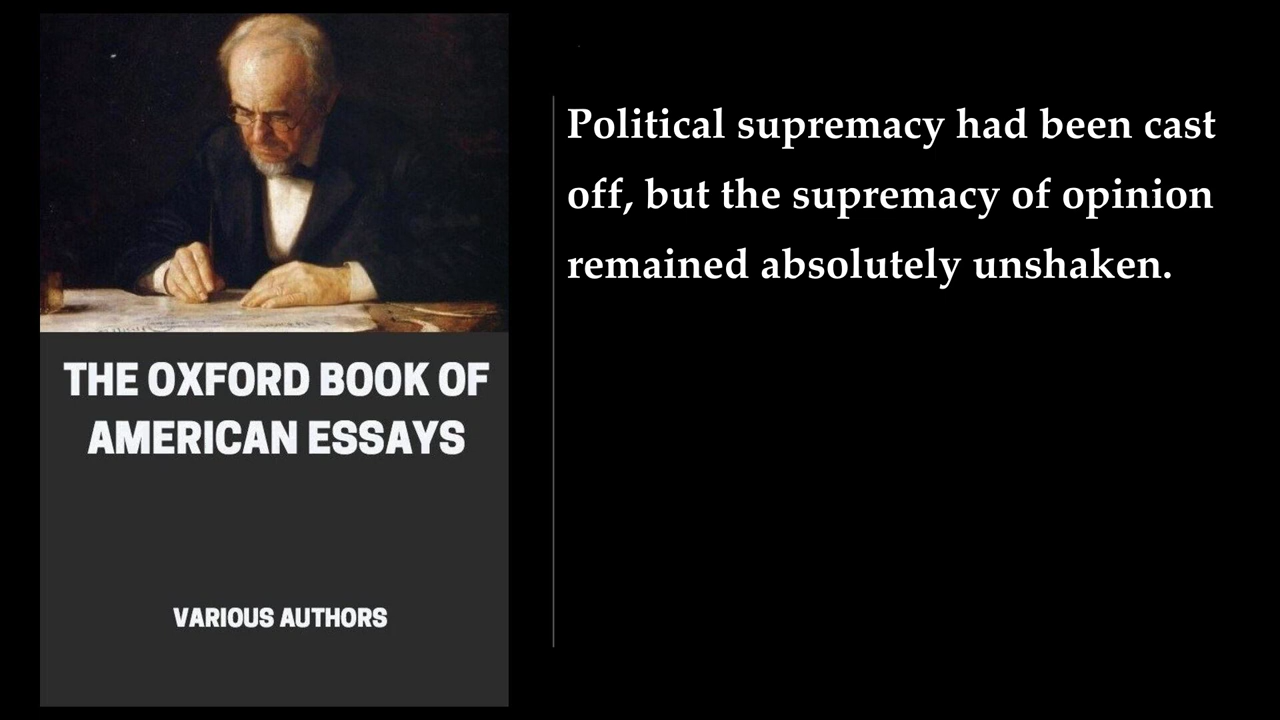 THE OXFORD BOOK OF
AMERICAN ESSAYS
VARIOUS AUTHORS
Political supremacy had been cast
off, but the supremacy of opinion
remained absolutely unshaken.